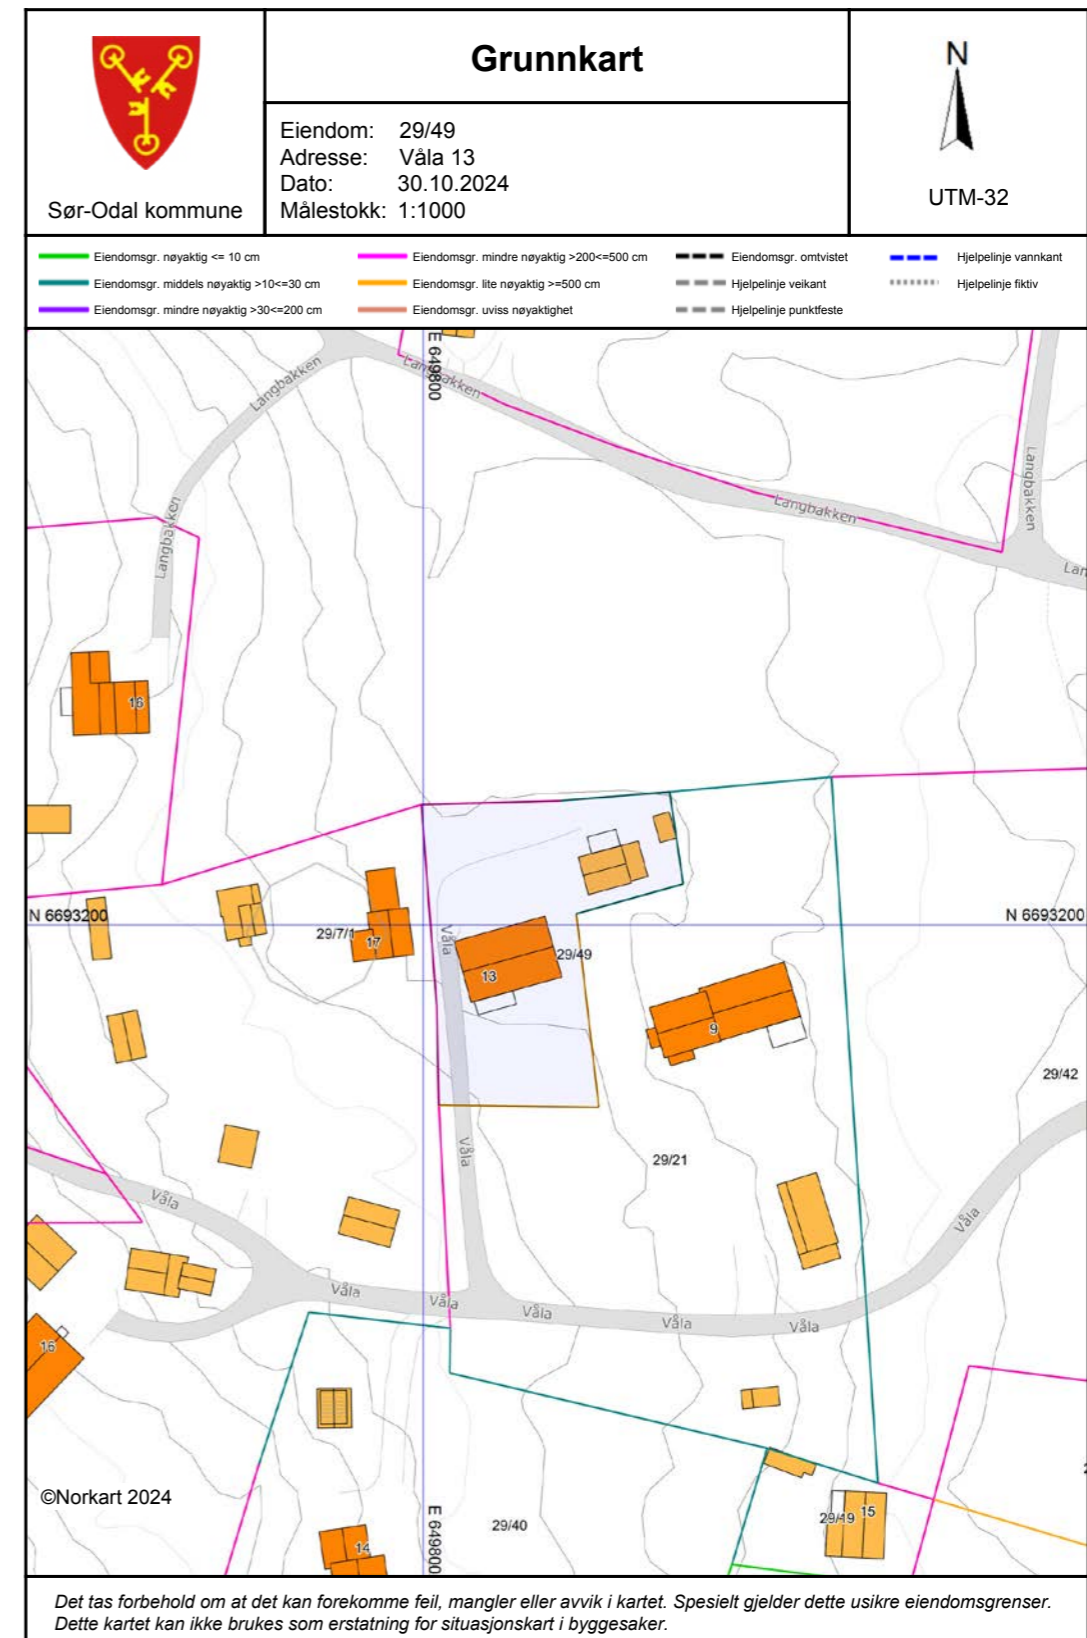 Grunnkart
Sør-Odal kommune
Eiendom: 29/49
Adresse: Våla 13
Dato: 30.10.2024
Målestokk: 1:1000
N
UTM-32
Eiendomsgr. nøyaktig <= 10 cm
Eiendomsgr. middels nøyaktig >10<=30 cm
Eiendomsgr. mindre nøyaktig >30<=200 cm
Eiendomsgr. mindre nøyaktig >200<=500 cm
Eiendomsgr. lite nøyaktig >=500 cm
Eiendomsgr. uviss nøyaktighet
Eiendomsgr. omtvistet
Hjelpelinje veikant
Hjelpelinje punktfeste
Hjelpelinje vannkant
Hjelpelinje fiktiv
E 649800
Langbakken
Langbakken
Langbakken
Langbakken
Langbakken
Lan
16
N 6693200
N 6693200
29/7/1
17
Våla
13
29/49
9
29/42
29/21
Våla
Våla
Våla
Våla
Våla
Våla
Våla
Våla
16
©Norkart 2024
E 649800
29/40
14
29/49
15
Det tas forbehold om at det kan forekomme feil, mangler eller avvik i kartet. Spesielt gjelder dette usikre eiendomsgrenser.
Dette kartet kan ikke brukes som erstatning for situasjonskart i byggesaker.